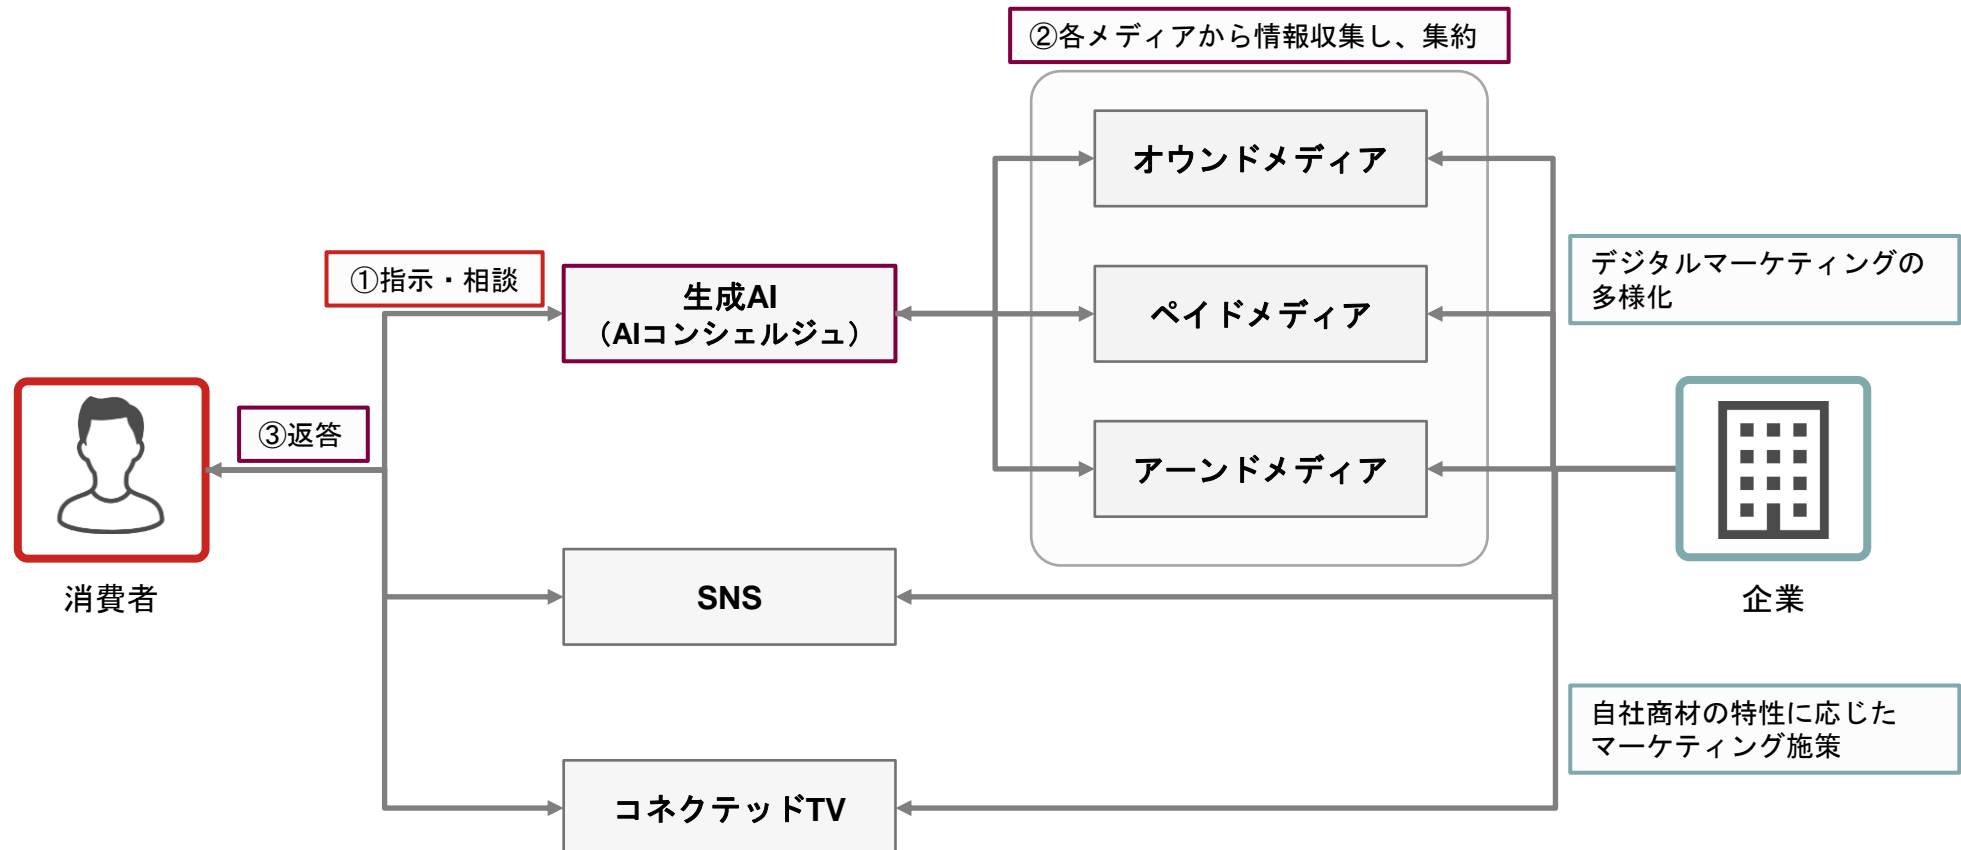 ②各メディアから情報収集し、集約
オウンドメディア
デジタルマーケティングの
多様化
①指示・相談
生成AI
（AIコンシェルジュ）
ペイドメディア
③返答
アーンドメディア
消費者
SNS
企業
自社商材の特性に応じた
マーケティング施策
コネクテッドTV